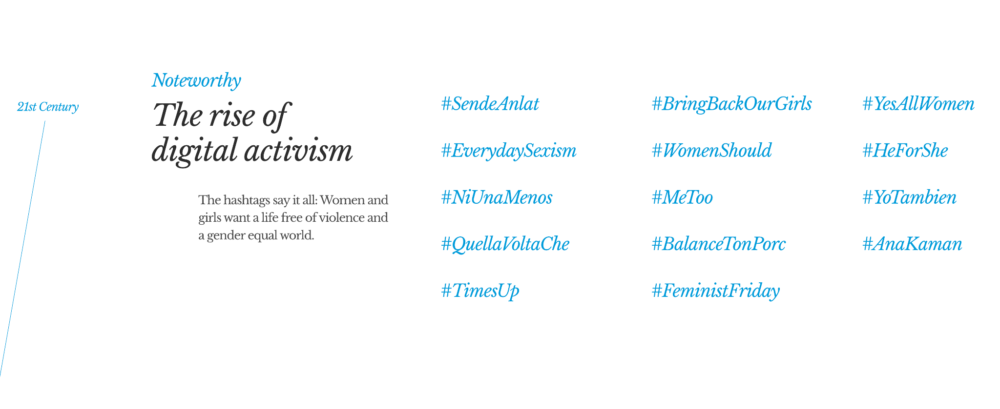 21st Century
Noteworthy
The rise of
digital activism
The hashtags say it all: Women and
girls want a life free of violence and
a gender equal world.
#SendeAnlat
#BringBackOurGirls
#YesAllWomen
#EverydaySexism
#WomenShould
#HeForShe
#NiUnaMenos
#MeToo
#YoTambien
#QuellaVoltaChe
#BalanceTonPorc
#AnaKaman
#TimesUp
#FeministFriday